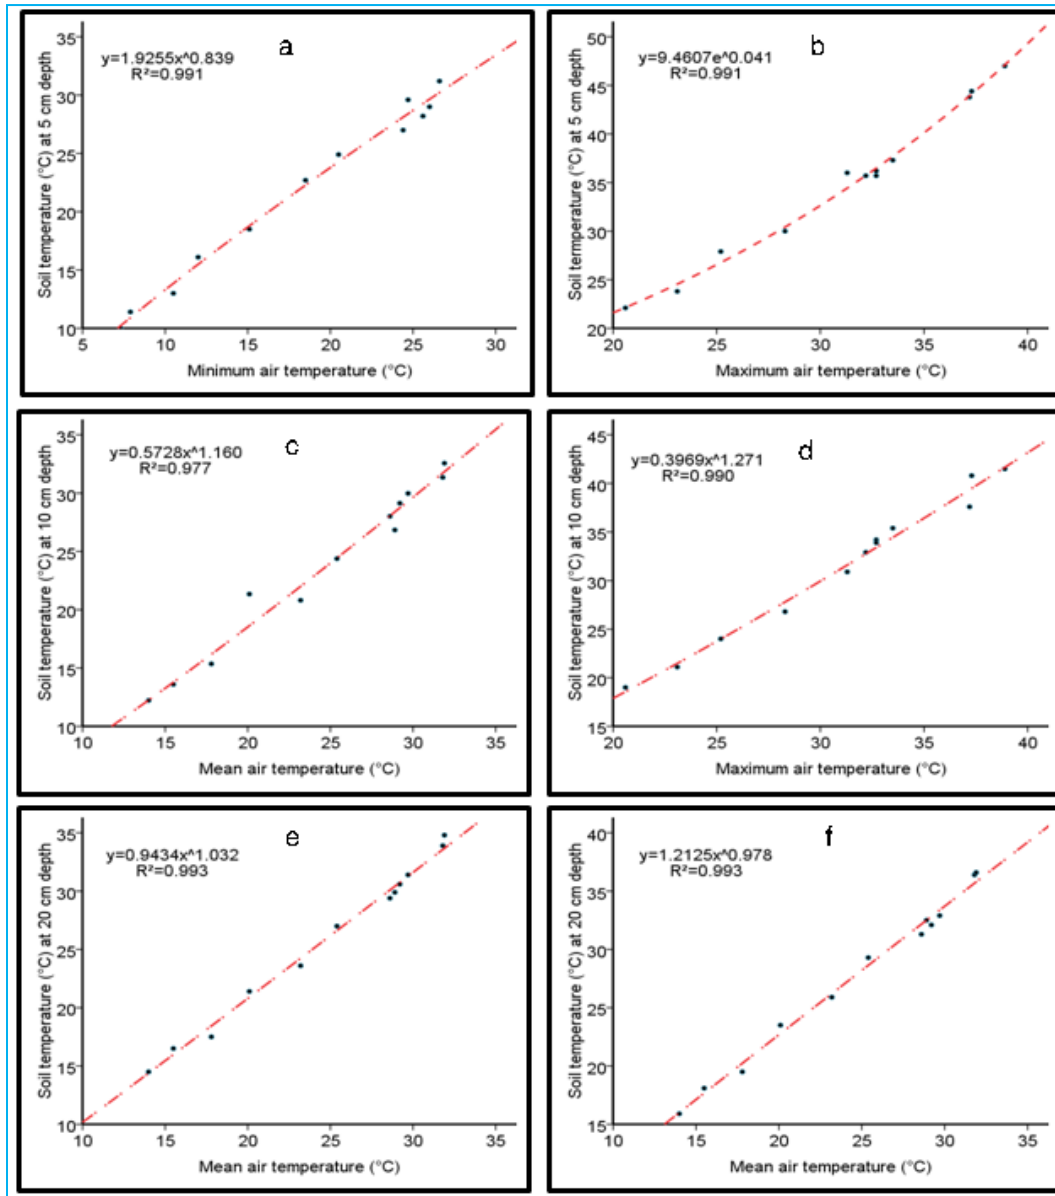 a
y=1.9255x^0.839
R²=0.991
Soil temperature (°C) at 5 cm depth
35
30
25
20
15
10
5
10
15
20
25
30
Minimum air temperature (°C)
b
y=9.4607e^0.041
R²=0.991
Soil termperature (°C) at 5 cm depth
50
45
40
35
30
25
20
20
25
30
35
40
Maximum air temperature (°C)
c
y=0.5728x^1.160
R²=0.977
Soil temperature (°C) at 10 cm depth
35
30
25
20
15
10
10
15
20
25
30
35
Mean air temperature (°C)
d
y=0.3969x^1.271
R²=0.990
Soil temperature (°C) at 10 cm depth
45
40
35
30
25
20
15
20
25
30
35
40
Maximum air temperature (°C)
e
y=0.9434x^1.032
R²=0.993
Soil temperature (°C) at 20 cm depth
35
30
25
20
15
10
10
15
20
25
30
35
Mean air temperature (°C)
f
y=1.2125x^0.978
R²=0.993
Soil temperature (°C) at 20 cm depth
40
35
30
25
20
15
10
15
20
25
30
35
Mean air temperature (°C)